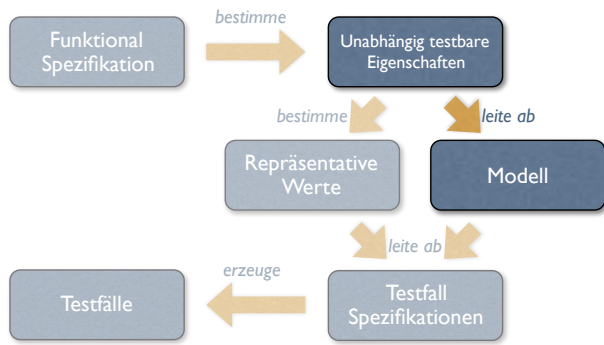 bestimme
Funktional
Spezifikation
Unabhängig testbare
Eigenschaften
bestimme
leite ab
Repräsentative
Werte
Modell
leite ab
erzeuge
Testfälle
Testfall
Spezifikationen